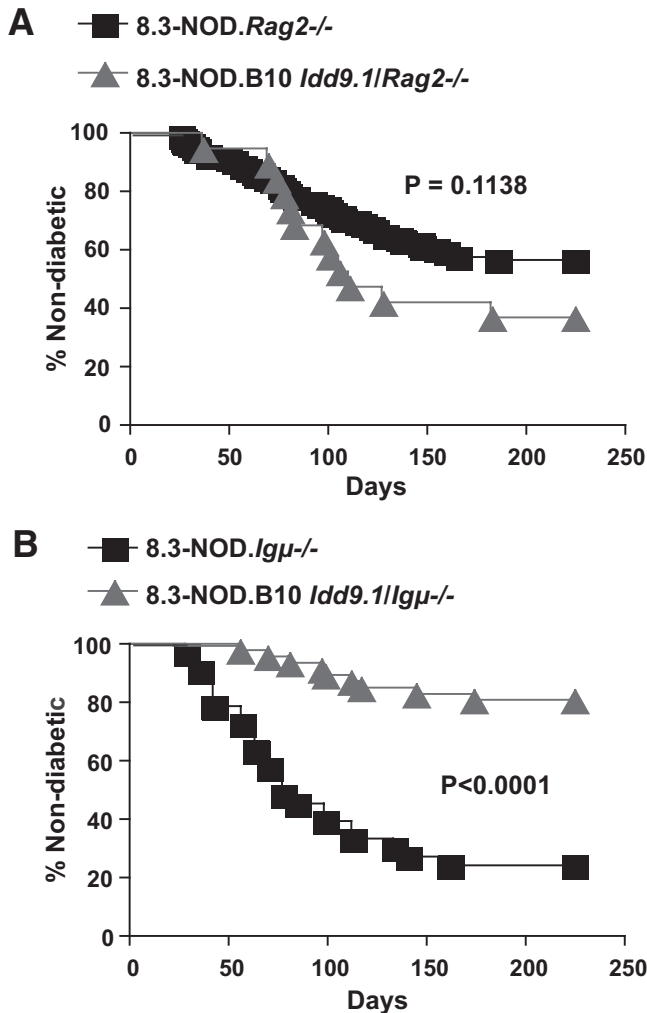 A
8.3-NOD.Rag2-/-
8.3-NOD.B10 Idd9.1/Rag2-/-
100
80
60
40
20
0
% Non-diabetic
P = 0.1138
0 50 100 150 200 250
Days
B
8.3-NOD.Igμ-/-
8.3-NOD.B10 Idd9.1/Igμ-/-
100
80
60
40
20
0
% Non-diabetic
P<0.0001
0 50 100 150 200 250
Days